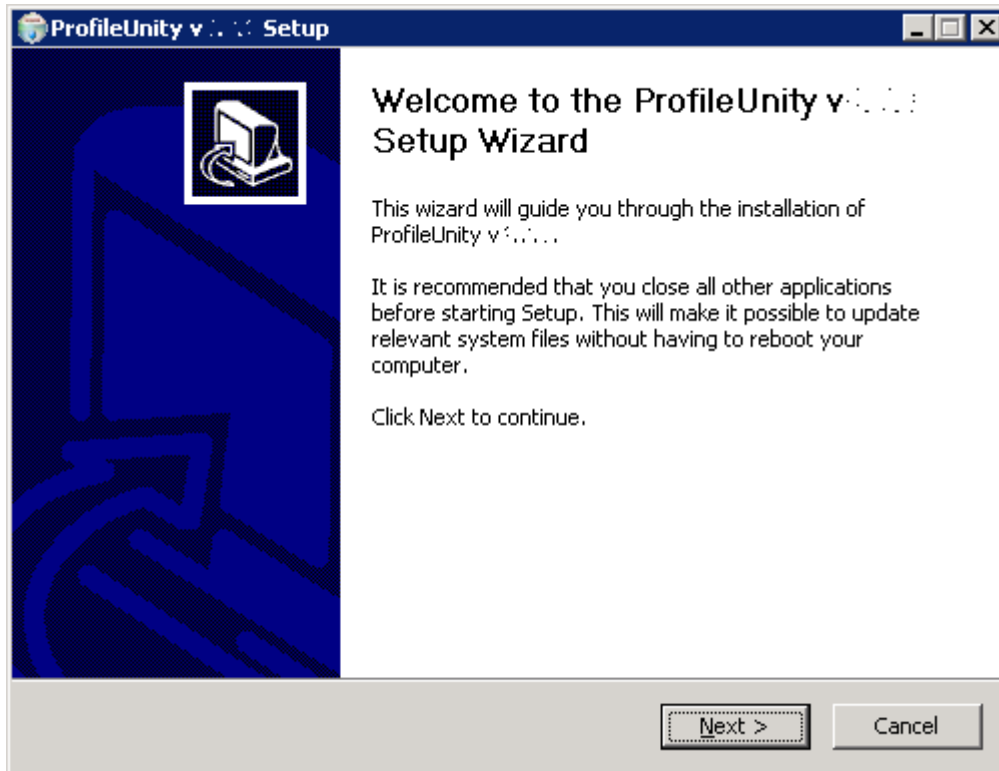 ProfileUnity v Setup
Welcome to the ProfileUnity v
Setup Wizard
This wizard will guide you through the installation of
ProfileUnity v
It is recommended that you close all other applications
before starting Setup. This will make it possible to update
relevant system files without having to reboot your
computer.
Click Next to continue.
Next >
Cancel